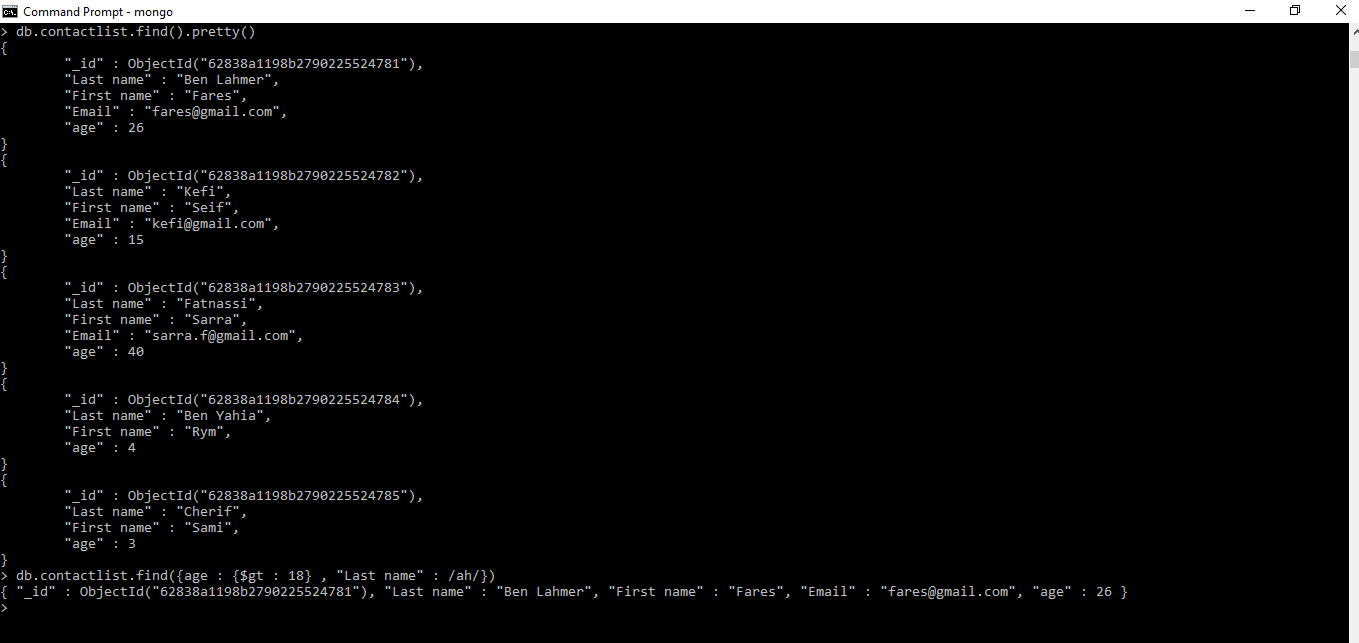 Command Prompt - mongo
> db.contactlist.find().pretty()
{
        "_id" : ObjectId("62838a1198b2790225524781"),
        "Last name" : "Ben Lahmer",
        "First name" : "Fares",
        "Email" : "fares@gmail.com",
        "age" : 26
}
{
        "_id" : ObjectId("62838a1198b2790225524782"),
        "Last name" : "Kefi",
        "First name" : "Seif",
        "Email" : "kefi@gmail.com",
        "age" : 15
}
{
        "_id" : ObjectId("62838a1198b2790225524783"),
        "Last name" : "Fatnassi",
        "First name" : "Sarra",
        "Email" : "sarra.f@gmail.com",
        "age" : 40
}
{
        "_id" : ObjectId("62838a1198b2790225524784"),
        "Last name" : "Ben Yahia",
        "First name" : "Rym",
        "age" : 4
}
{
        "_id" : ObjectId("62838a1198b2790225524785"),
        "Last name" : "Cherif",
        "First name" : "Sami",
        "age" : 3
}
> db.contactlist.find({age : {$gt : 18} , "Last name" : /ah/})
{ "_id" : ObjectId("62838a1198b2790225524781"), "Last name" : "Ben Lahmer", "First name" : "Fares", "Email" : "fares@gmail.com", "age" : 26 }
>